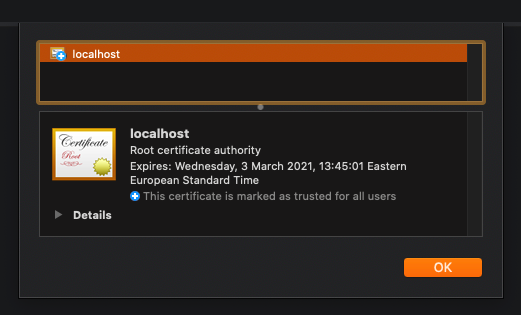 localhost
Certificate
Root
localhost
Root certificate authority
Expires: Wednesday, 3 March 2021, 13:45:01 Eastern
European Standard Time
This certificate is marked as trusted for all users
Details
OK